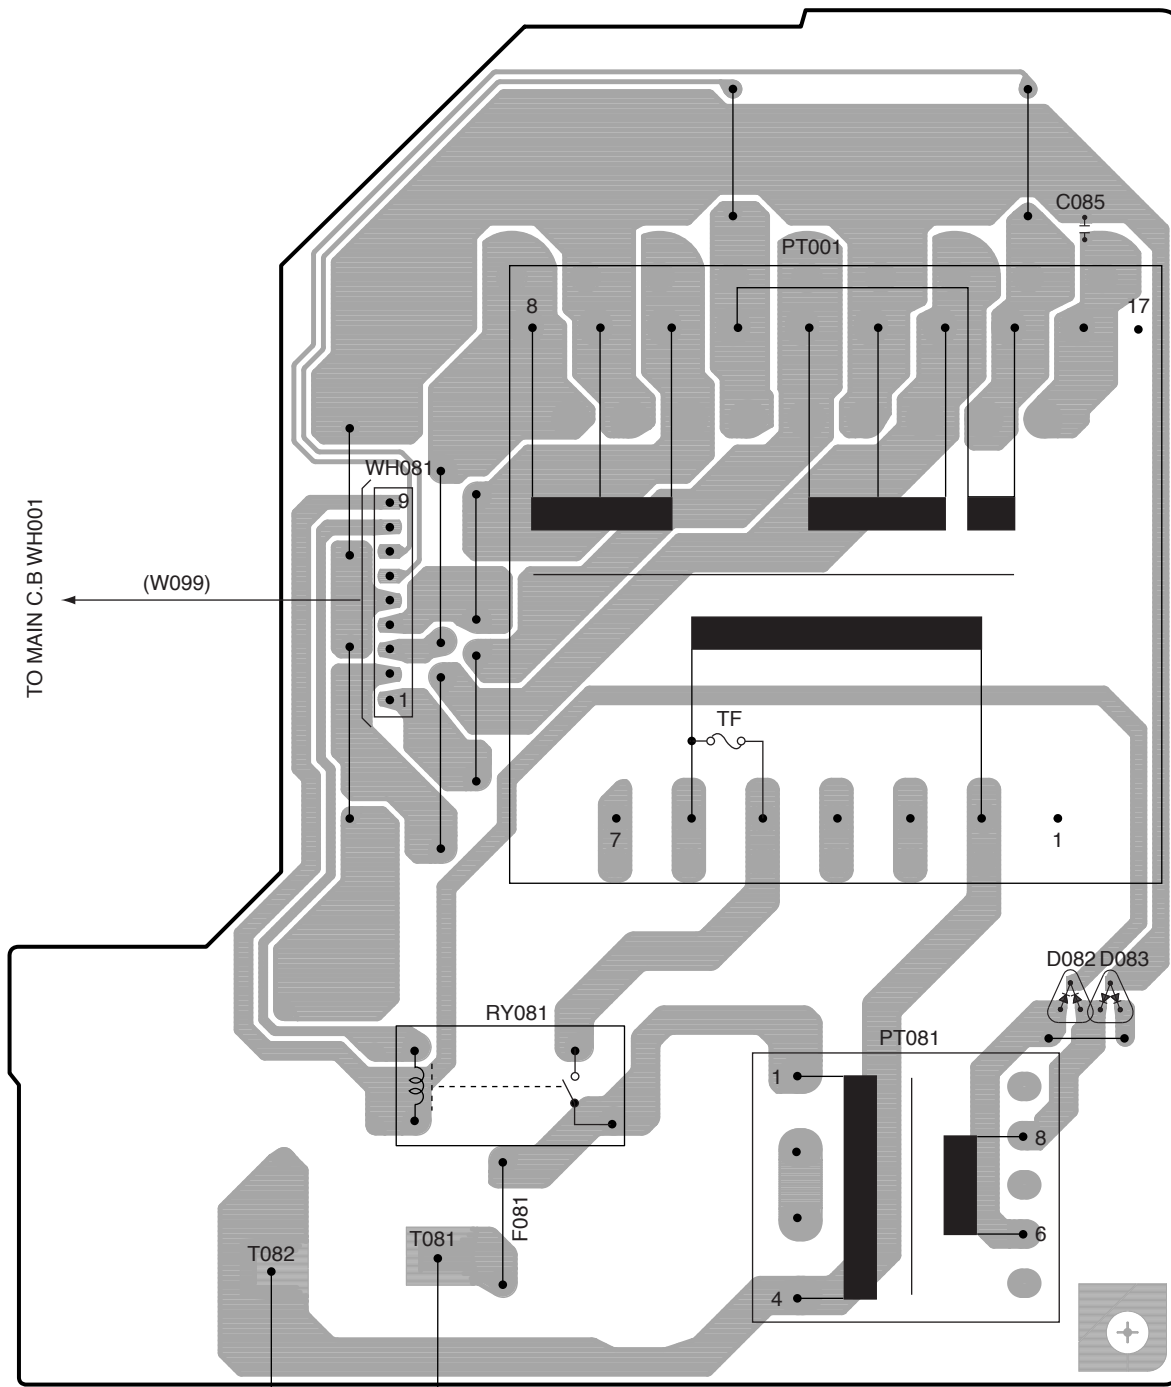 C085
PT001
8
17
WH081
9
TO MAIN C.B WH001
(W099)
1
TF
7
1
D082 D083
RY081
PT081
1
8
F081
T081
T082
6
4